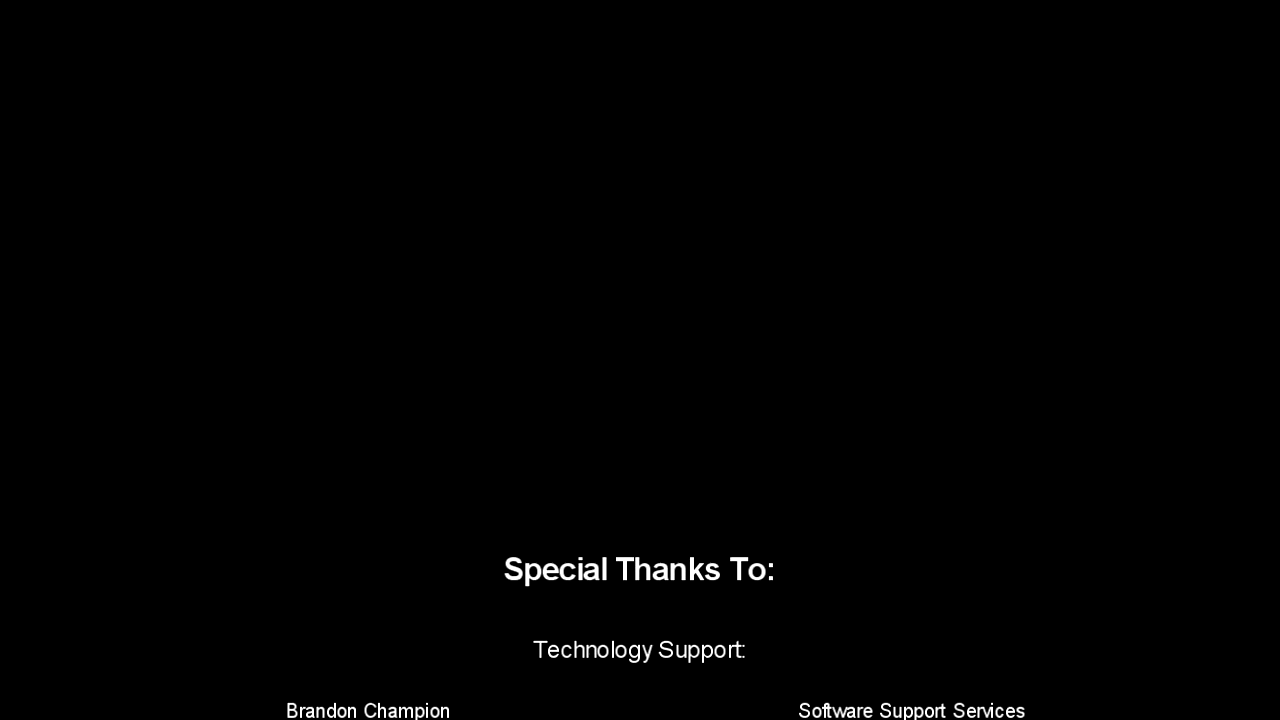 Special Thanks To:
Technology Support:
Brandon Champion Software Support Services